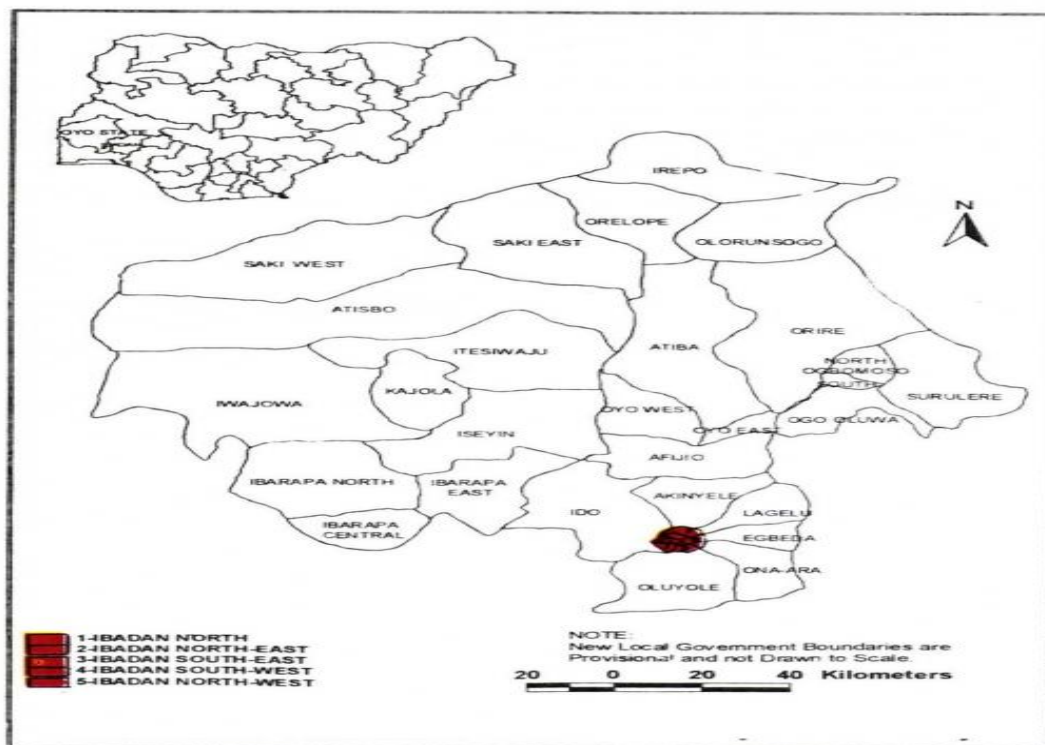 OYO STATE
IREPO
N
ORELOPE
SAKI EAST
OLORUNSOGO
SAKI WEST
ATISBO
ORIRE
ITESIWAJU
ATIBA
NORTH
OGBOMOSO
SOUTH
KAJOLA
SURULERE
IWAJOWA
OYO WEST
OGO OLUWA
OYO EAST
ISEYIN
AFIJIO
IBARAPA NORTH
IBARAPA
EAST
AKINYELE
IDO
LAGELU
IBARAPA
CENTRAL
EGBEDA
ONA-ARA
OLUYOLE
1-IBADAN NORTH
2-IBADAN NORTH-EAST
3-IBADAN SOUTH-EAST
4-IBADAN SOUTH-WEST
5-IBADAN NORTH-WEST
NOTE:
New Local Government Boundaries are
Provisional and not Drawn to Scale.
20 0 20 40 Kilometers